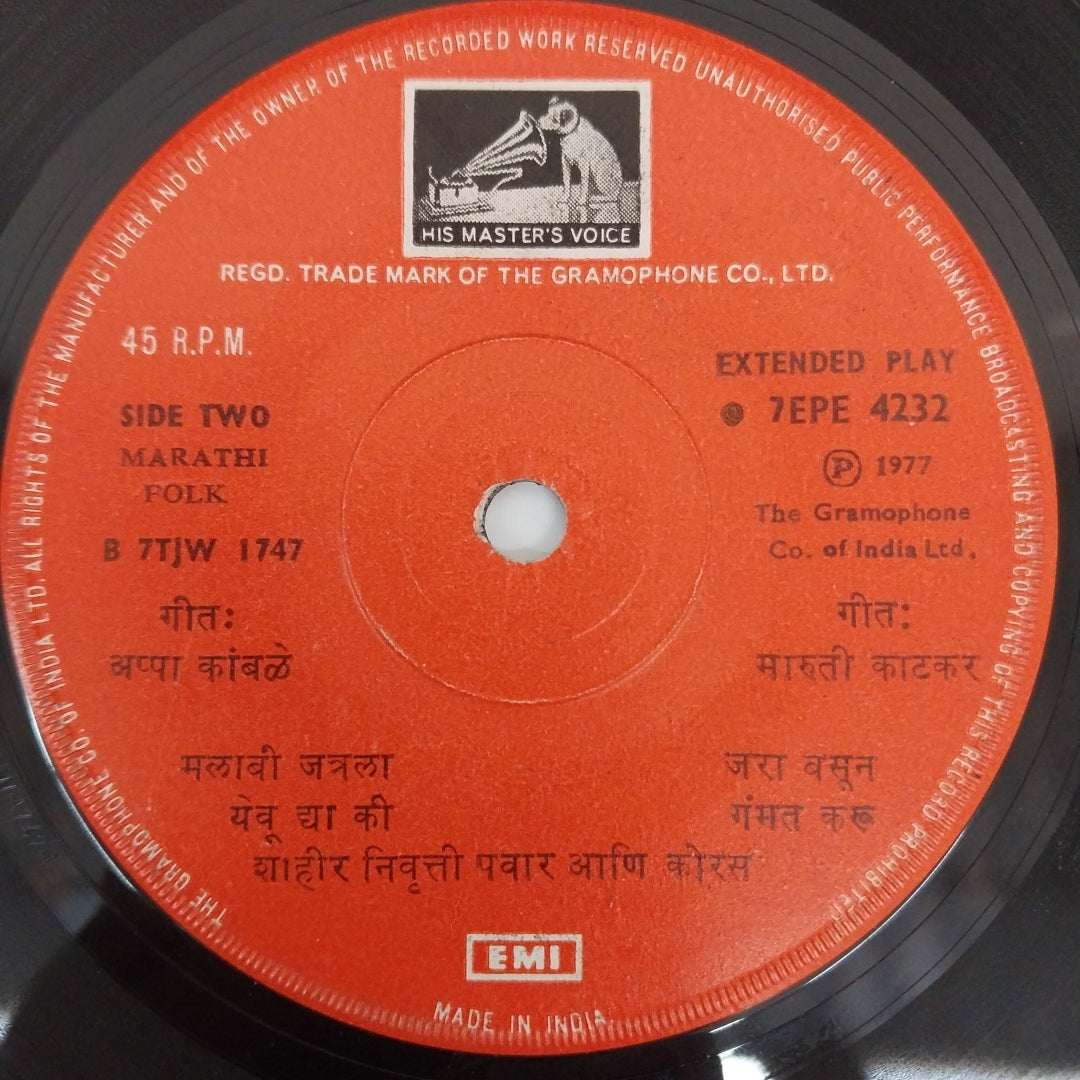 THE GRAMOPHONE CO. OF INDIA LTD. ALL RIGHTS OF THE MANUFACTURER AND OF THE OWNER OF THE RECORDED WORK RESERVED UNAUTHORISED PUBLIC PERFORMANCE BROADCASTING AND COPYING OF THIS RECORD PROHIBITED
HIS MASTER'S VOICE
REGD. TRADE MARK OF THE GRAMOPHONE CO., LTD.
45 R.P.M.
SIDE TWO
MARATHI
FOLK
B 7TJW 1747
EXTENDED PLAY
● 7EPE 4232
Ⓟ 1977
The Gramophone
Co. of India Ltd.
गीत:
अप्पा कांबळे
गीत:
मारुती काटकर
मलाबी जत्रला
येवू द्या की
जरा बसून
गंमत करू
शाहीर निवृत्ती पवार आणि कोरस
EMI
MADE IN INDIA